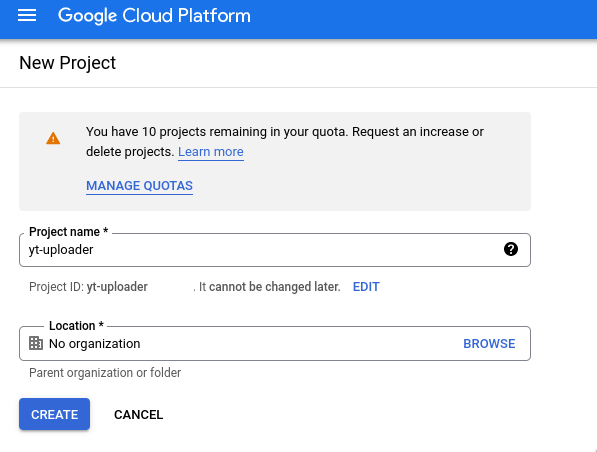 Google Cloud Platform
New Project
You have 10 projects remaining in your quota. Request an increase or
delete projects. Learn more
MANAGE QUOTAS
Project name *
yt-uploader
Project ID: yt-uploader . It cannot be changed later. EDIT
Location *
No organization BROWSE
Parent organization or folder
CREATE CANCEL